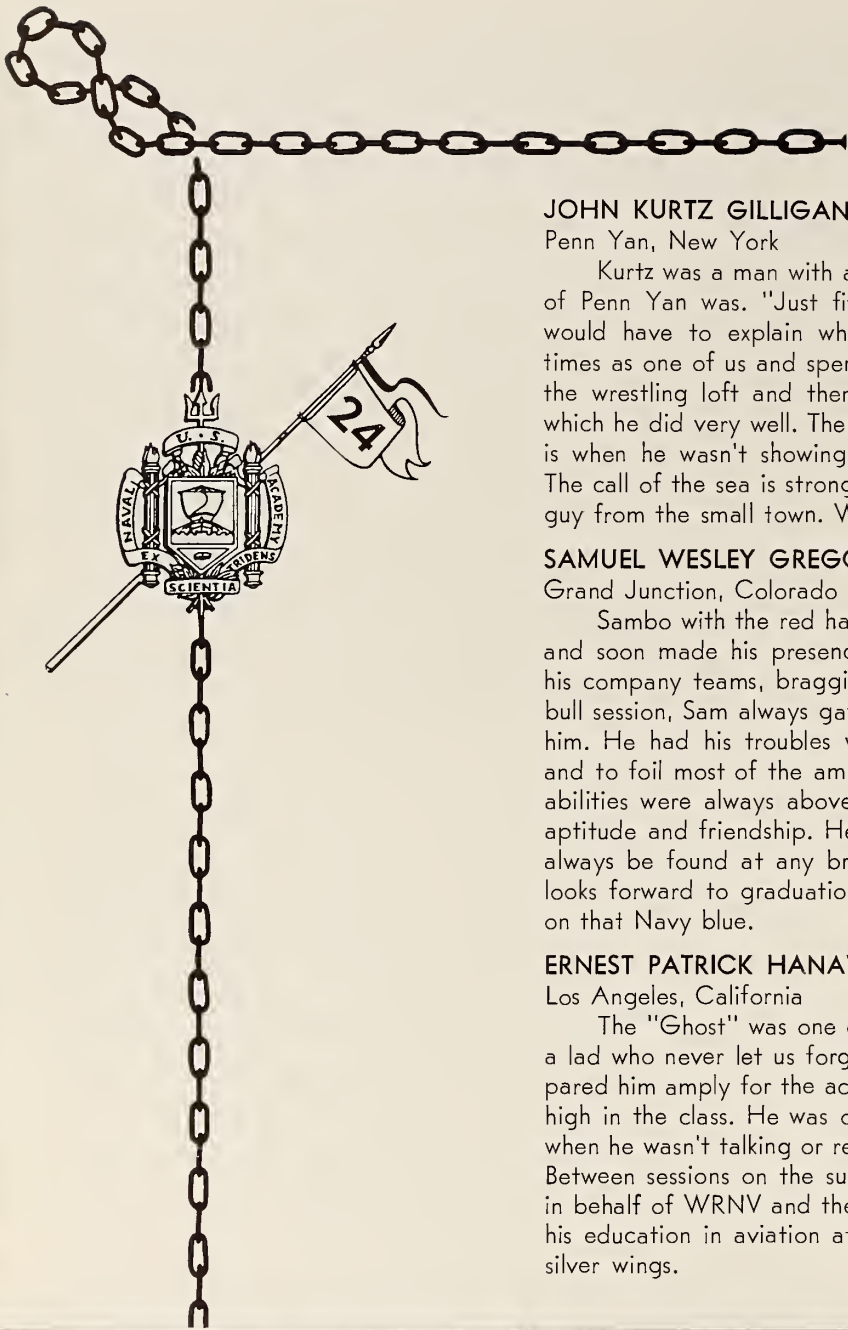 24
U. S.
NAVAL ACADEMY
EX TRIDENS
SCIENTIA
JOHN KURTZ GILLIGAN
Penn Yan, New York
Kurtz was a man with a
of Penn Yan was. "Just fi
would have to explain wh
times as one of us and spen
the wrestling loft and ther
which he did very well. The
is when he wasn't showing
The call of the sea is strong
guy from the small town. W
SAMUEL WESLEY GREGO
Grand Junction, Colorado
Sambo with the red ha
and soon made his presenc
his company teams, braggi
bull session, Sam always ga
him. He had his troubles v
and to foil most of the am
abilities were always above
aptitude and friendship. He
always be found at any br
looks forward to graduatio
on that Navy blue.
ERNEST PATRICK HANA
Los Angeles, California
The "Ghost" was one
a lad who never let us forg
pared him amply for the ac
high in the class. He was c
when he wasn't talking or re
Between sessions on the su
in behalf of WRNV and the
his education in aviation at
silver wings.